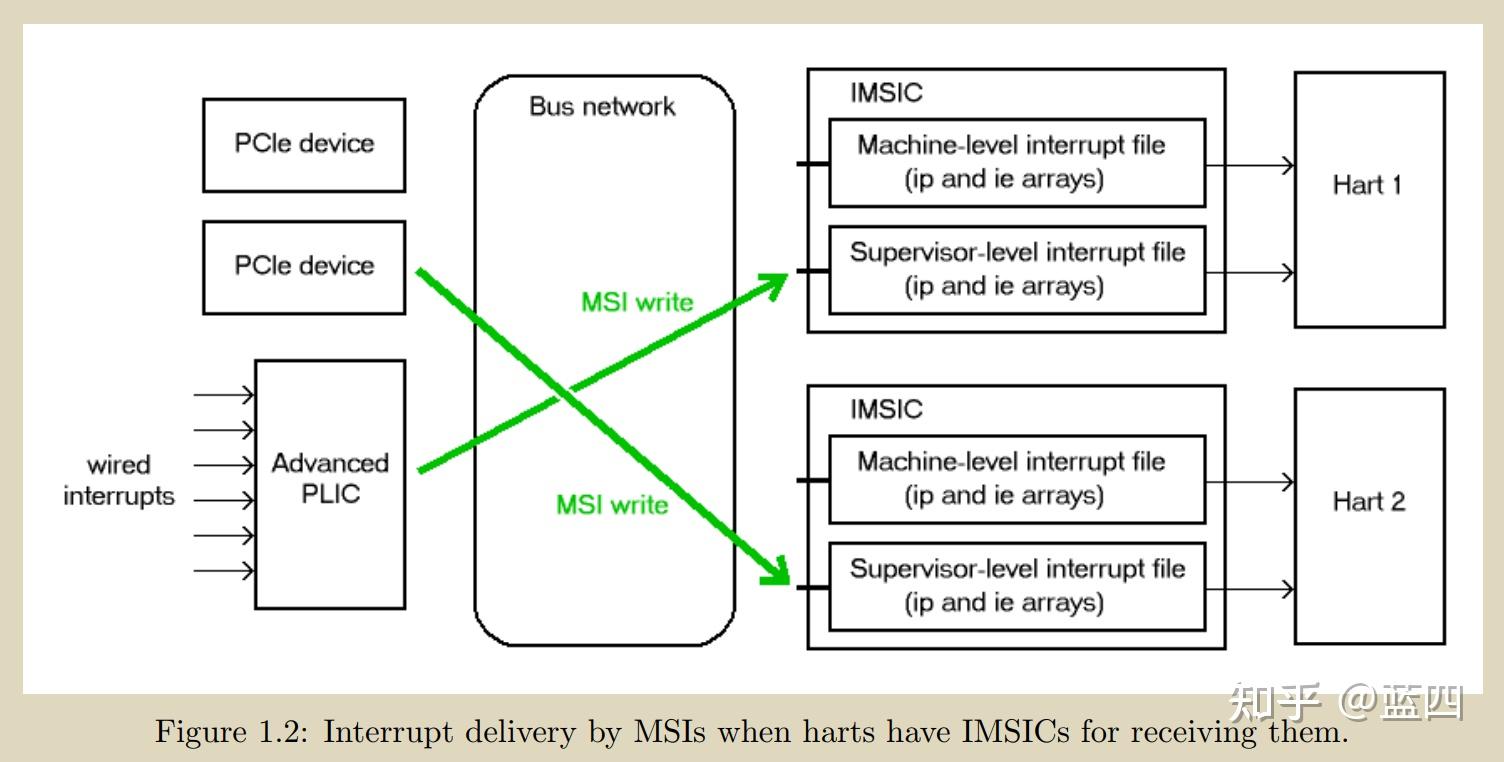 PCIe device
PCIe device
wired
interrupts
Advanced
PLIC
Bus network
MSI write
MSI write
IMSIC
Machine-level interrupt file
(ip and ie arrays)
Supervisor-level interrupt file
(ip and ie arrays)
Hart 1
IMSIC
Machine-level interrupt file
(ip and ie arrays)
Supervisor-level interrupt file
(ip and ie arrays)
Hart 2
知乎 @蓝四
Figure 1.2: Interrupt delivery by MSIs when harts have IMSICs for receiving them.